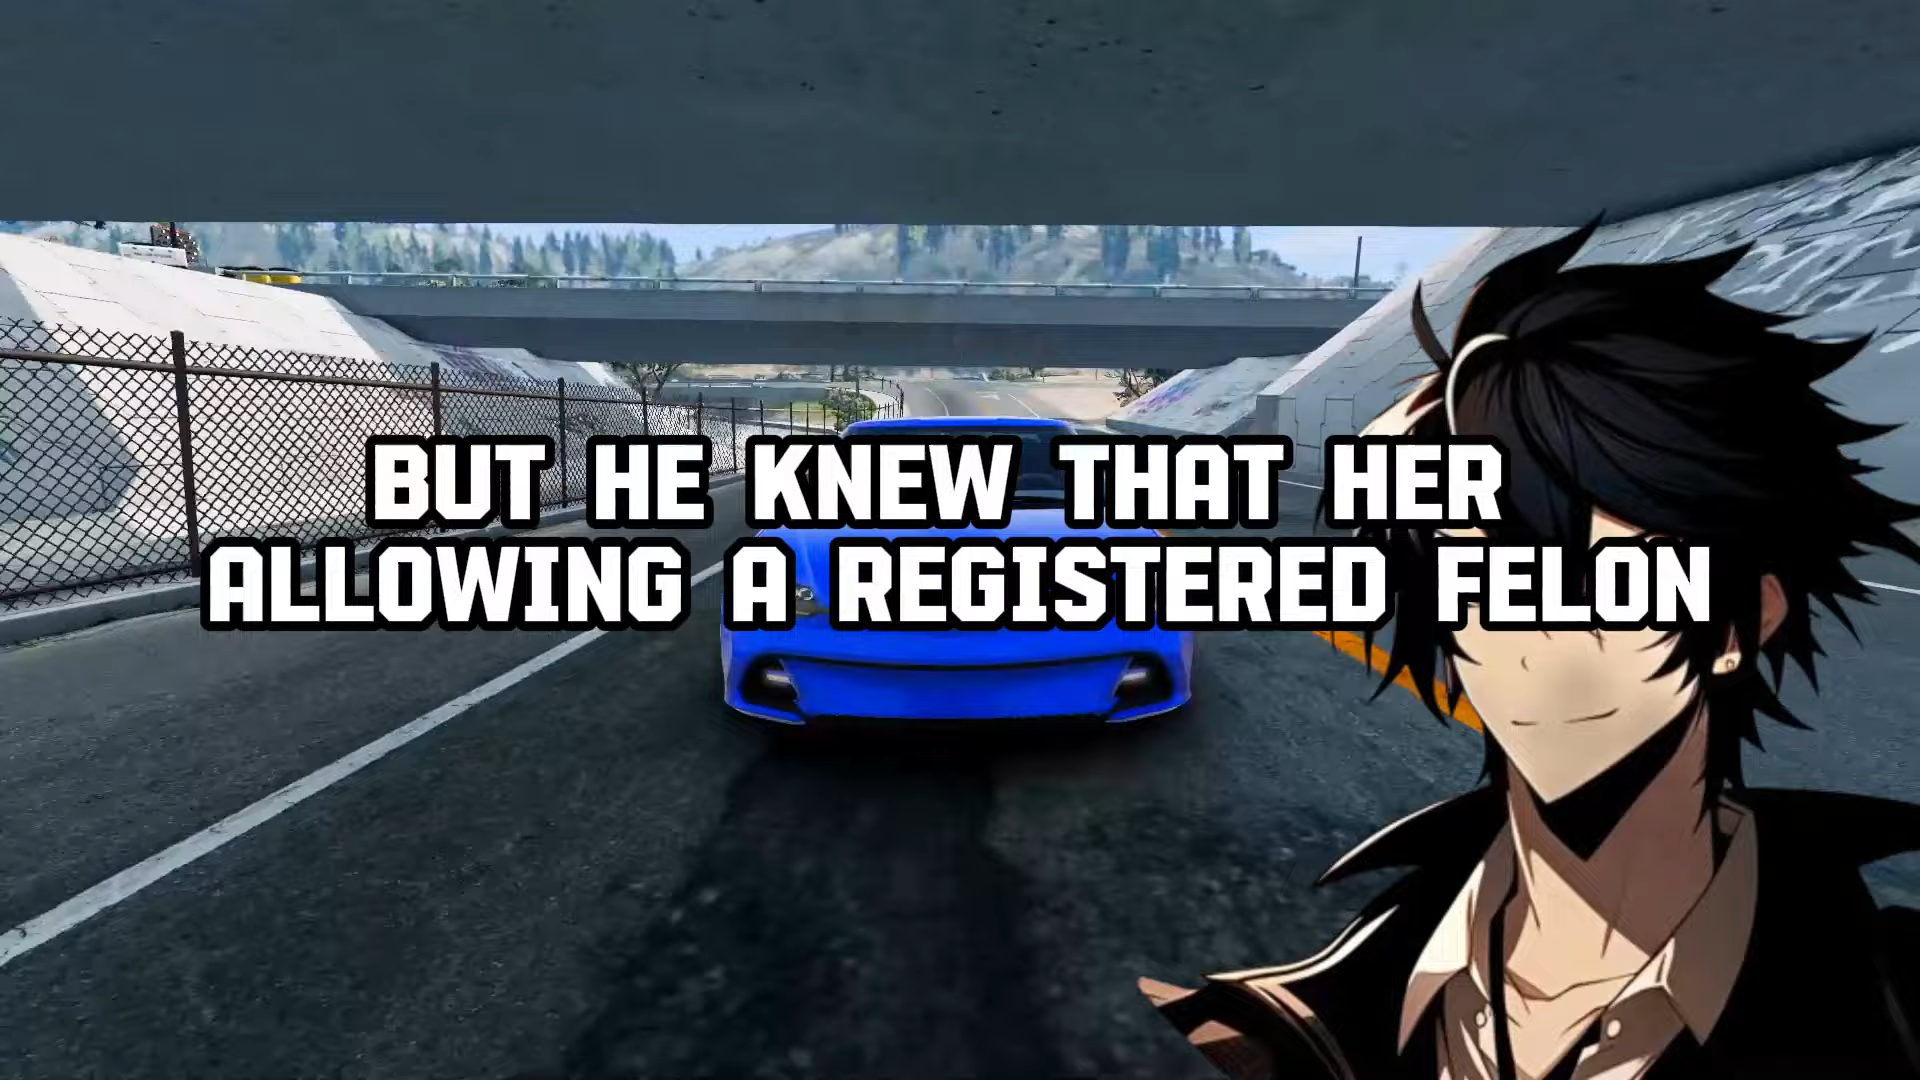 BUT HE KNEW THAT HER
ALLOWING A REGISTERED FELON